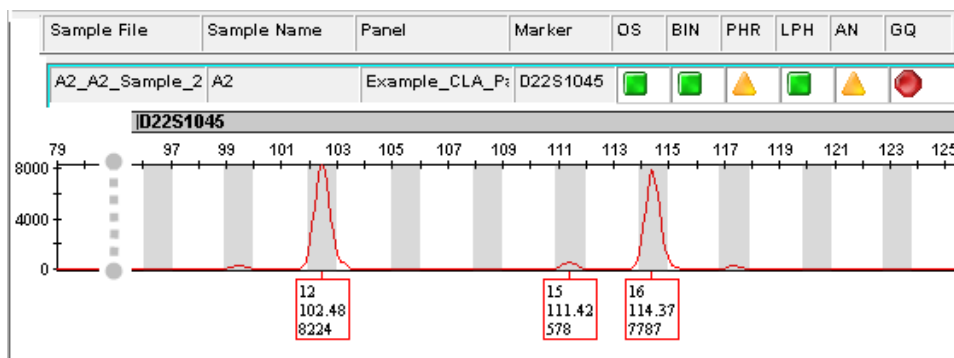 Sample File Sample Name Panel Marker OS BIN PHR LPH AN GQ
A2_A2_Sample_2 A2 Example_CLA_Pa D22S1045
D22S1045
79 97 99 101 103 105 107 109 111 113 115 117 119 121 123 125
8000
4000
0
12 15 16
102.48 111.42 114.37
8224 578 7787